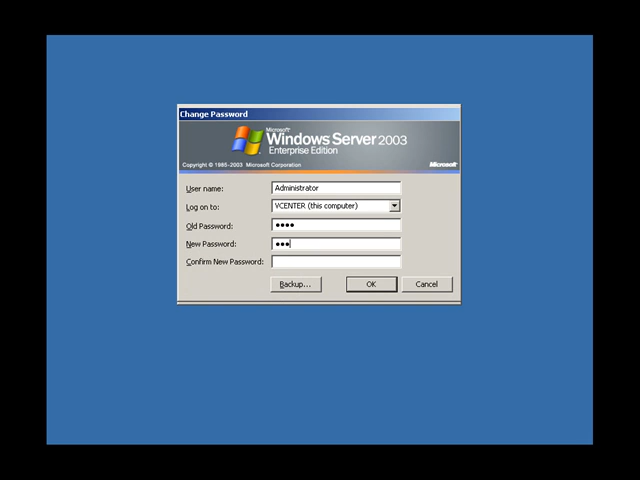 Change Password
Microsoft
Windows Server 2003
Enterprise Edition
Copyright © 1985-2003 Microsoft Corporation Microsoft
User name: Administrator
Log on to: VCENTER (this computer)
Old Password: ●●●●
New Password: ●●●
Confirm New Password:
Backup... OK Cancel